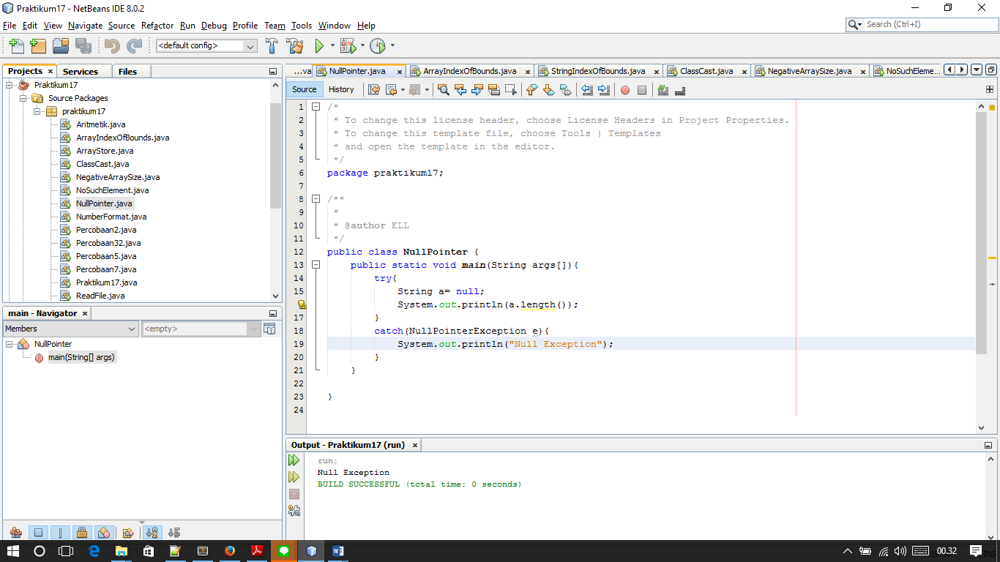 Praktikum17 - NetBeans IDE 8.0.2
File Edit View Navigate Source Refactor Run Debug Profile Team Tools Window Help
Search (Ctrl+I)
<default config>
Projects Services Files
Praktikum17
Source Packages
praktikum17
Aritmetik.java
ArrayIndexOfBounds.java
ArrayStore.java
ClassCast.java
NegativeArraySize.java
NoSuchElement.java
NullPointer.java
NumberFormat.java
Percobaan2.java
Percobaan32.java
Percobaan5.java
Percobaan7.java
Praktikum17.java
ReadFile.java
main - Navigator
Members <empty>
NullPointer
main(String[] args)
...va NullPointer.java ArrayIndexOfBounds.java StringIndexOfBounds.java ClassCast.java NegativeArraySize.java NoSuchEleme...
Source History
1 /*
2 * To change this license header, choose License Headers in Project Properties.
3 * To change this template file, choose Tools | Templates
4 * and open the template in the editor.
5 */
6 package praktikum17;
7
8 /**
9 *
10 * @author ELL
11 */
12 public class NullPointer {
13 public static void main(String args[]){
14 try{
15 String a= null;
System.out.println(a.length());
17 }
18 catch(NullPointerException e){
19 System.out.println("Null Exception");
20 }
21 }
22
23 }
24
Output - Praktikum17 (run)
run:
Null Exception
BUILD SUCCESSFUL (total time: 0 seconds)
00.32
INS